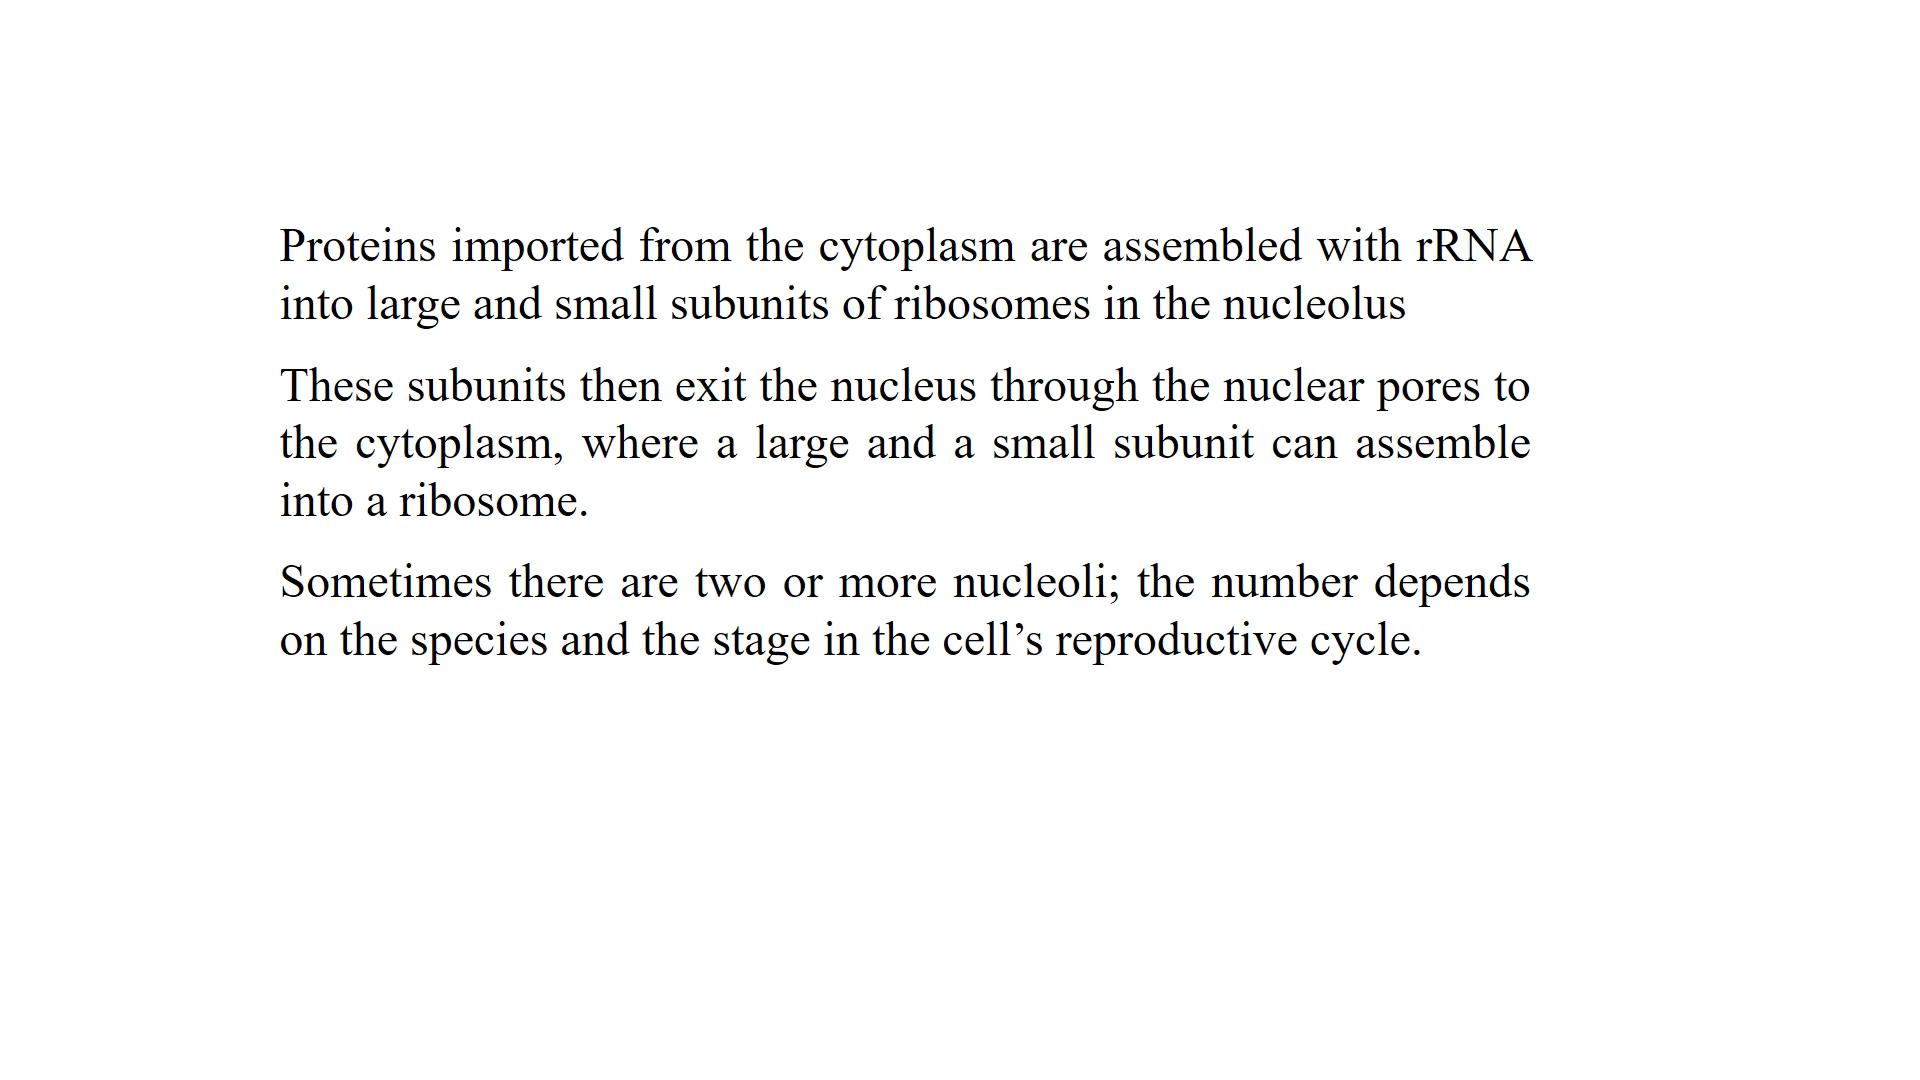 Proteins imported from the cytoplasm are assembled with rRNA
into large and small subunits of ribosomes in the nucleolus
These subunits then exit the nucleus through the nuclear pores to
the cytoplasm, where a large and a small subunit can assemble
into a ribosome.
Sometimes there are two or more nucleoli; the number depends
on the species and the stage in the cell’s reproductive cycle.